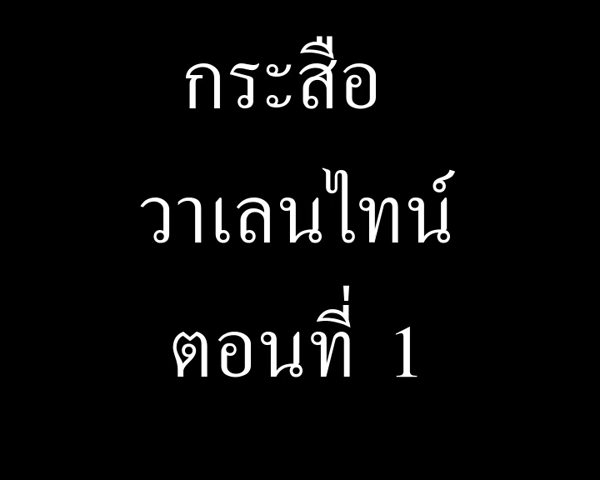 กระสือ
วาเลนไทน์
ตอนที่ 1